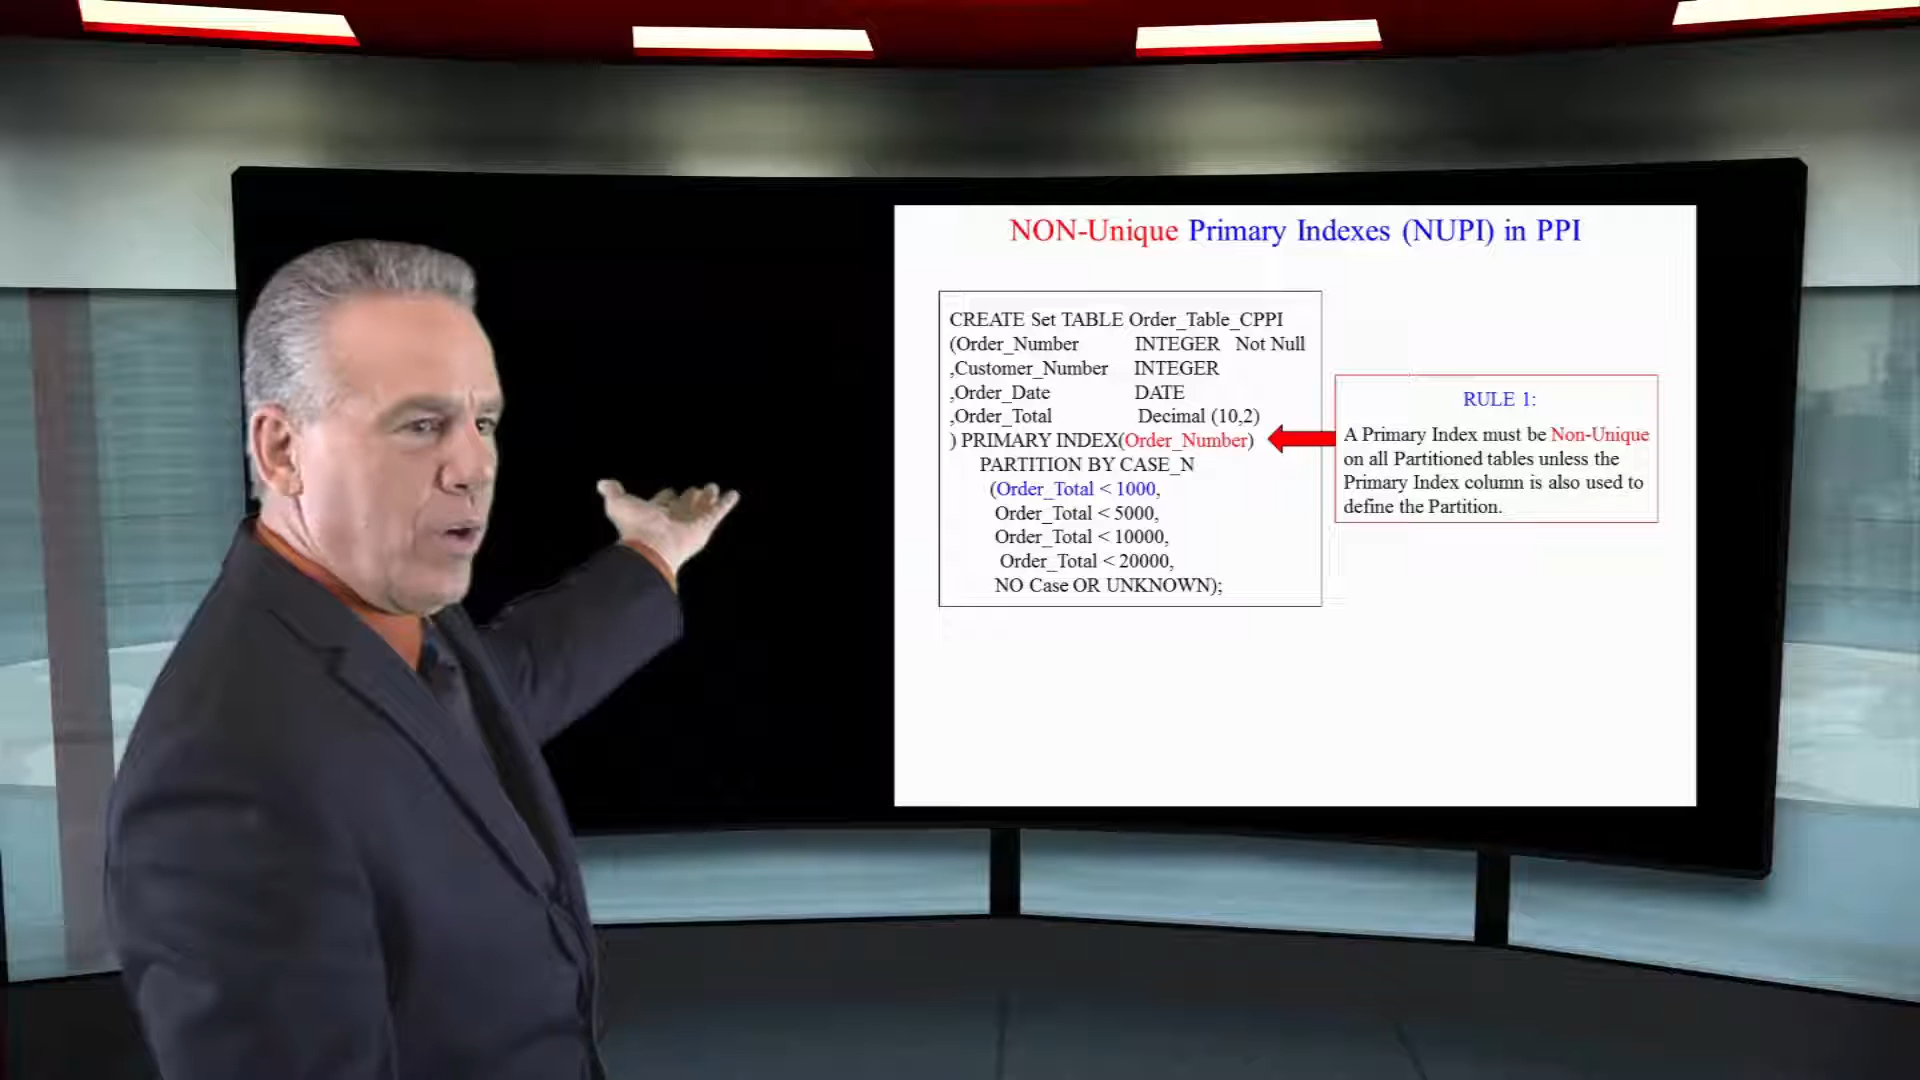 NON-Unique Primary Indexes (NUPI) in PPI
CREATE Set TABLE Order_Table_CPPI
(Order_Number INTEGER Not Null
,Customer_Number INTEGER
,Order_Date DATE
,Order_Total Decimal (10,2)
) PRIMARY INDEX(Order_Number)
PARTITION BY CASE_N
(Order_Total < 1000,
Order_Total < 5000,
Order_Total < 10000,
Order_Total < 20000,
NO Case OR UNKNOWN);
RULE 1:
A Primary Index must be Non-Unique
on all Partitioned tables unless the
Primary Index column is also used to
define the Partition.